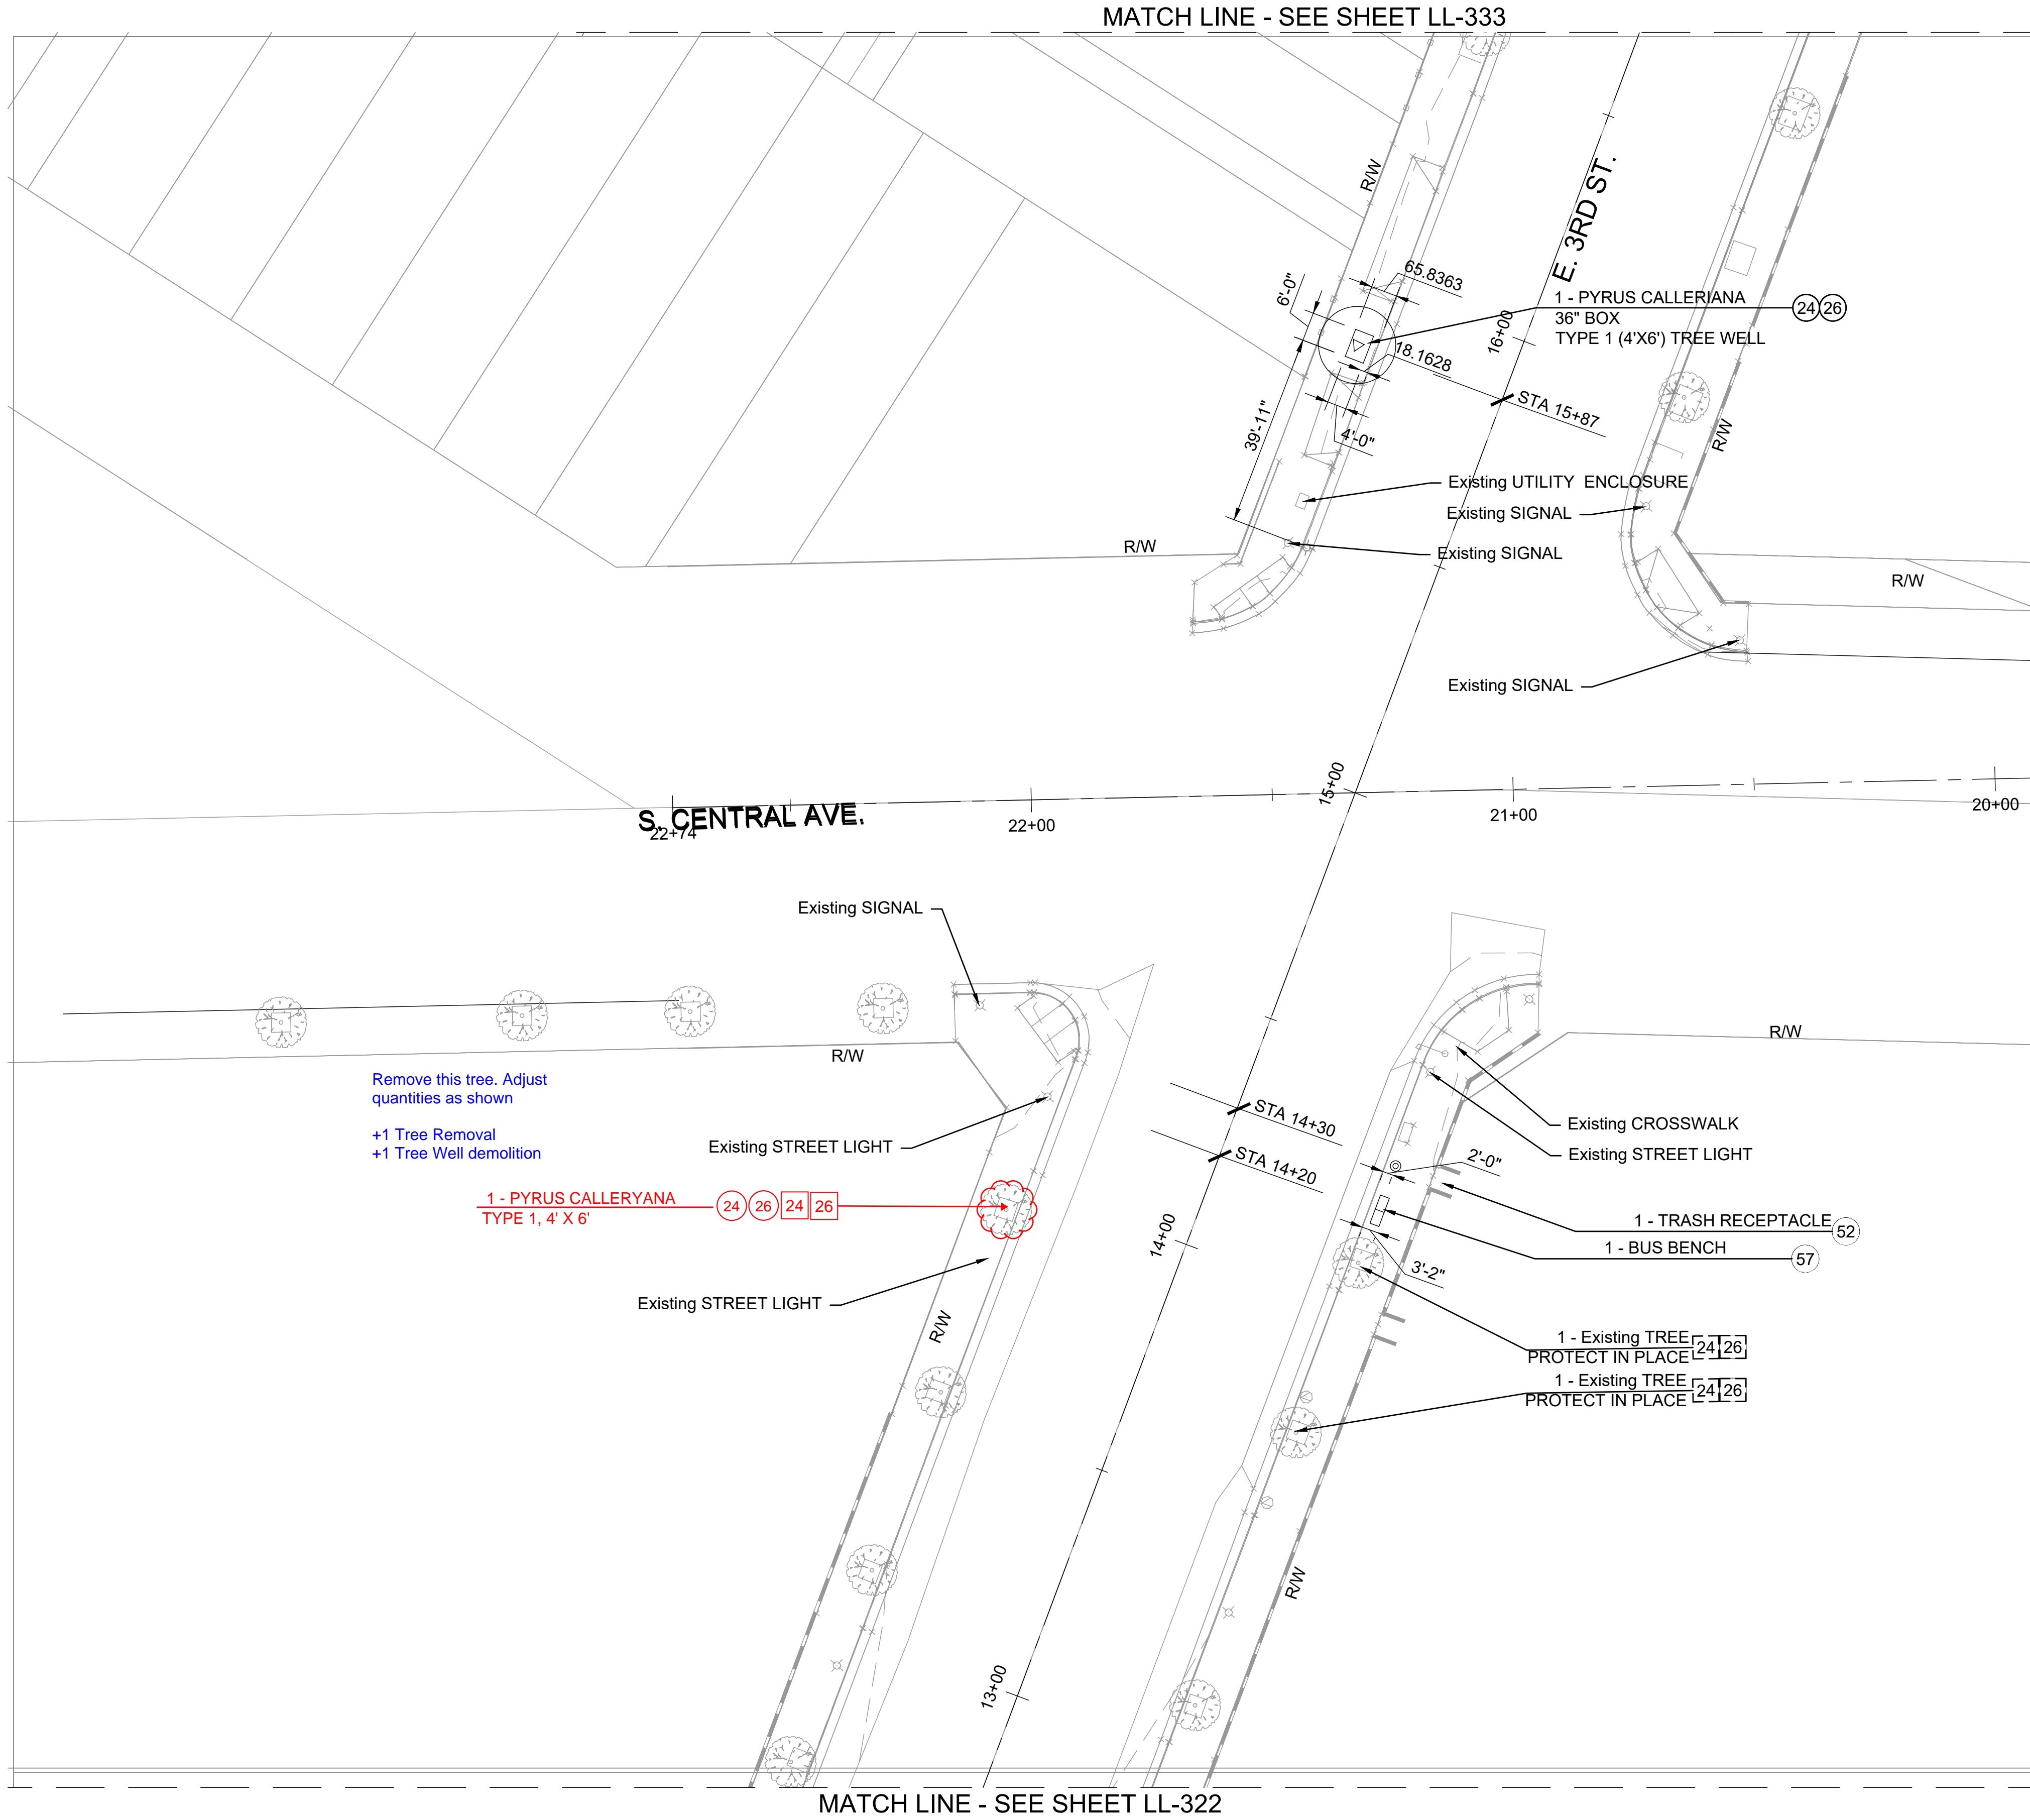 MATCH LINE - SEE SHEET LL-333
R/W
E. 3RD ST.
65.8363
6'-0"
1 - PYRUS CALLERIANA
36" BOX
TYPE 1 (4'X6') TREE WELL
24 26
16+00
18.1628
STA 15+87
39'-11"
4'-0"
R/W
Existing UTILITY ENCLOSURE
Existing SIGNAL
Existing SIGNAL
R/W
R/W
Existing SIGNAL
15+00
S. CENTRAL AVE.
22+74
22+00
21+00
20+00
Existing SIGNAL
R/W
R/W
Remove this tree. Adjust
quantities as shown
+1 Tree Removal
+1 Tree Well demolition
Existing STREET LIGHT
STA 14+30
STA 14+20
Existing CROSSWALK
Existing STREET LIGHT
2'-0"
1 - PYRUS CALLERYANA
TYPE 1, 4' X 6'
24 26 24 26
14+00
1 - TRASH RECEPTACLE 52
1 - BUS BENCH 57
3'-2"
Existing STREET LIGHT
R/W
1 - Existing TREE
PROTECT IN PLACE
24 26
1 - Existing TREE
PROTECT IN PLACE
24 26
R/W
13+00
MATCH LINE - SEE SHEET LL-322